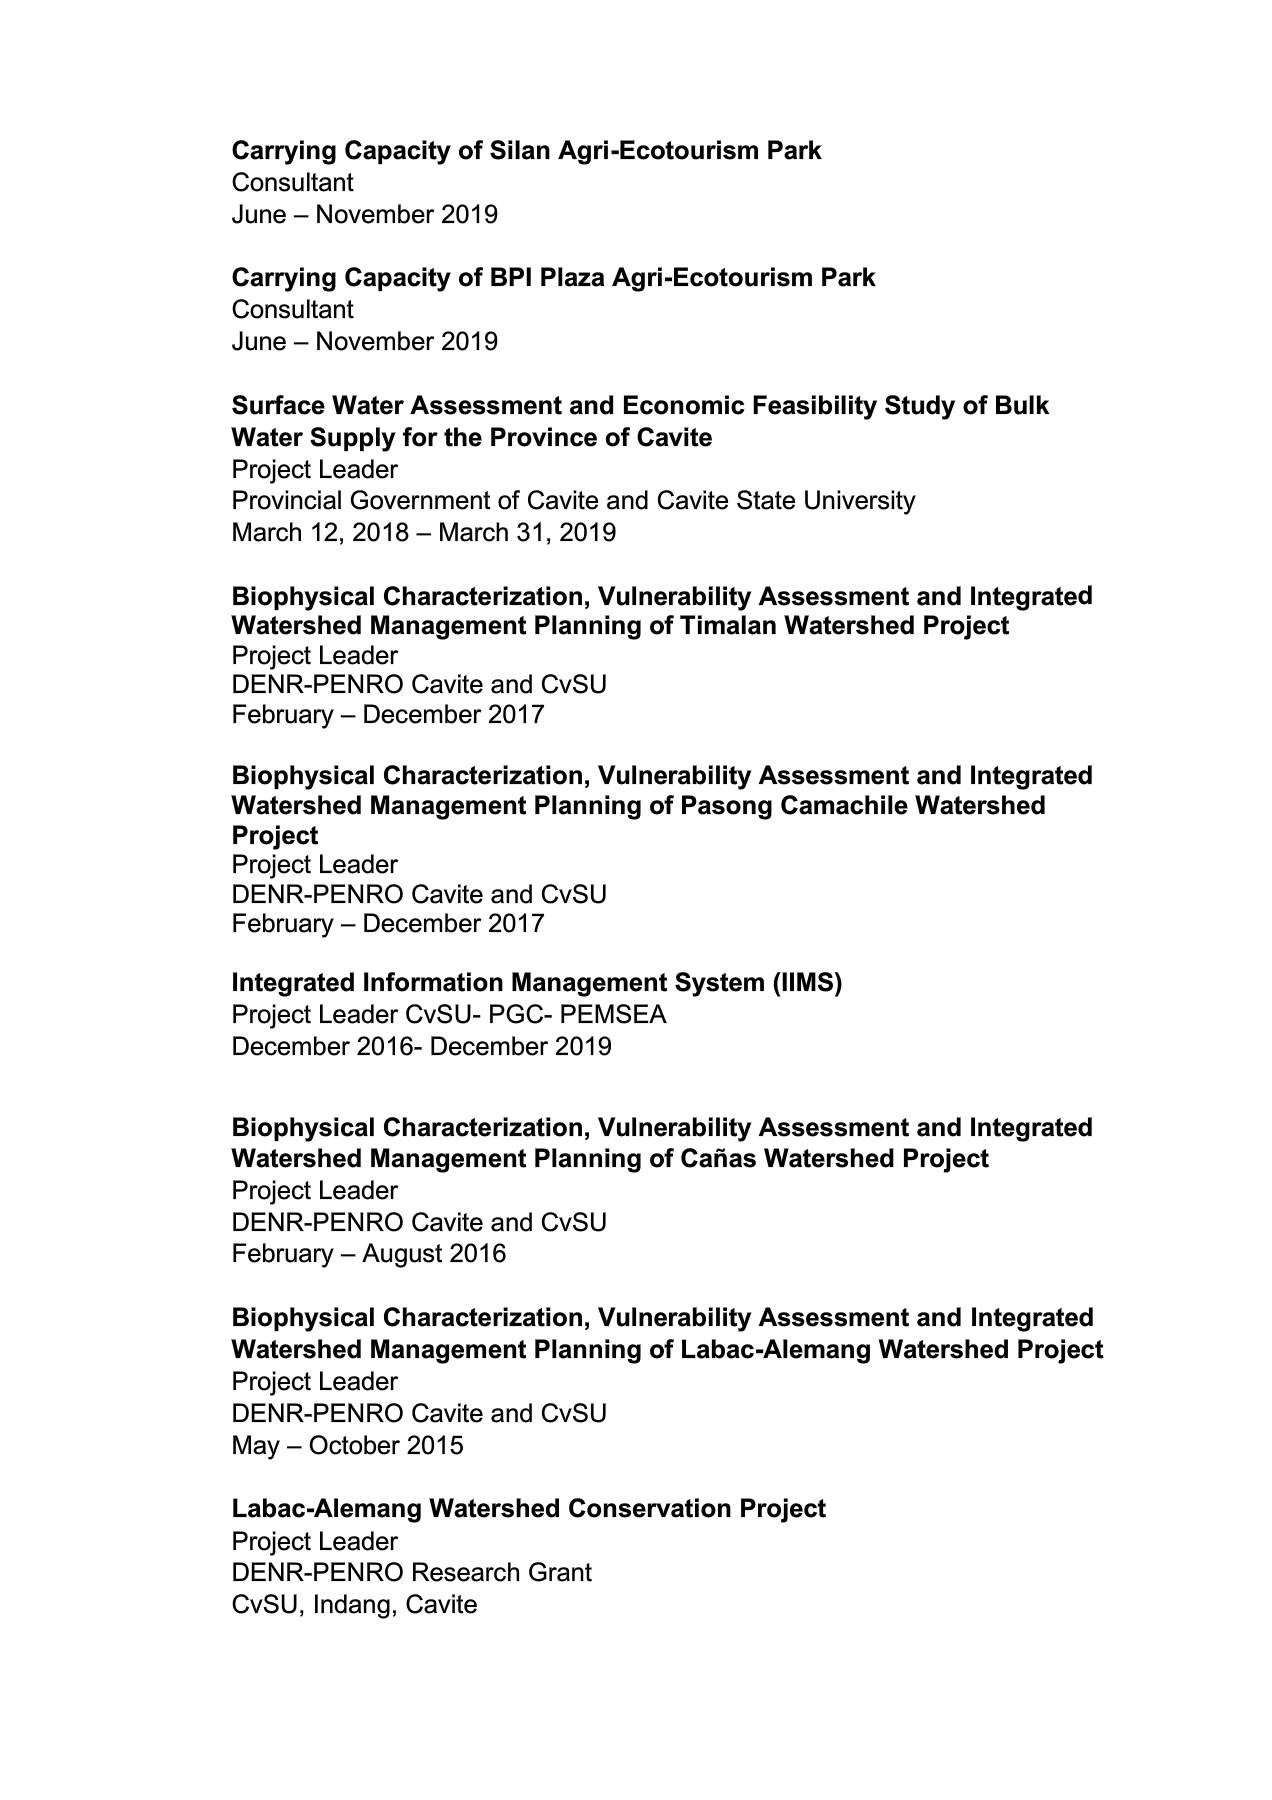 Carrying Capacity of Silan Agri-Ecotourism Park
Consultant
June – November 2019
Carrying Capacity of BPI Plaza Agri-Ecotourism Park
Consultant
June – November 2019
Surface Water Assessment and Economic Feasibility Study of Bulk
Water Supply for the Province of Cavite
Project Leader
Provincial Government of Cavite and Cavite State University
March 12, 2018 – March 31, 2019
Biophysical Characterization, Vulnerability Assessment and Integrated
Watershed Management Planning of Timalan Watershed Project
Project Leader
DENR-PENRO Cavite and CvSU
February – December 2017
Biophysical Characterization, Vulnerability Assessment and Integrated
Watershed Management Planning of Pasong Camachile Watershed
Project
Project Leader
DENR-PENRO Cavite and CvSU
February – December 2017
Integrated Information Management System (IIMS)
Project Leader CvSU- PGC- PEMSEA
December 2016- December 2019
Biophysical Characterization, Vulnerability Assessment and Integrated
Watershed Management Planning of Cañas Watershed Project
Project Leader
DENR-PENRO Cavite and CvSU
February – August 2016
Biophysical Characterization, Vulnerability Assessment and Integrated
Watershed Management Planning of Labac-Alemang Watershed Project
Project Leader
DENR-PENRO Cavite and CvSU
May – October 2015
Labac-Alemang Watershed Conservation Project
Project Leader
DENR-PENRO Research Grant
CvSU, Indang, Cavite